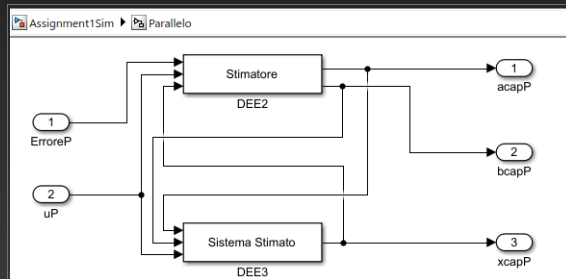 Assignment1Sim Parallelo
Stimatore
DEE2
1
ErroreP
2
uP
Sistema Stimato
DEE3
1
acapP
2
bcapP
3
xcapP